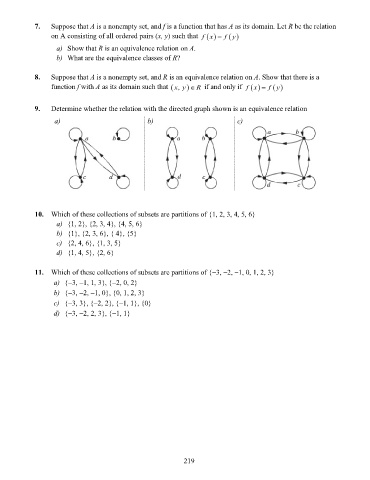 7. Suppose that A is a nonempty set, and f is a function that has A as its domain. Let R be the relation
on A consisting of all ordered pairs (x, y) such that f(x) = f(y)
a) Show that R is an equivalence relation on A.
b) What are the equivalence classes of R?
8. Suppose that A is a nonempty set, and R is an equivalence relation on A. Show that there is a
function f with A as its domain such that (x, y) ∈ R if and only if f(x) = f(y)
9. Determine whether the relation with the directed graph shown is an equivalence relation
a) b) c)
a b a b a b
c d d c d c
10. Which of these collections of subsets are partitions of {1, 2, 3, 4, 5, 6}
a) {1, 2}, {2, 3, 4}, {4, 5, 6}
b) {1}, {2, 3, 6}, { 4}, {5}
c) {2, 4, 6}, {1, 3, 5}
d) {1, 4, 5}, {2, 6}
11. Which of these collections of subsets are partitions of {−3, −2, −1, 0, 1, 2, 3}
a) {−3, −1, 1, 3}, {−2, 0, 2}
b) {−3, −2, −1, 0}, {0, 1, 2, 3}
c) {−3, 3}, {−2, 2}, {−1, 1}, {0}
d) {−3, −2, 2, 3}, {−1, 1}
219